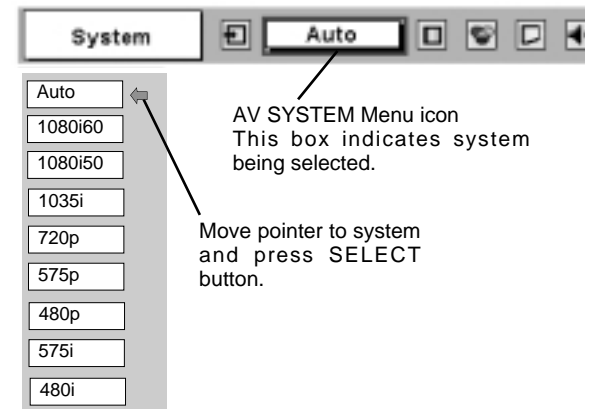 System
Auto
Auto
1080i60
1080i50
1035i
720p
575p
480p
575i
480i
AV SYSTEM Menu icon
This box indicates system
being selected.
Move pointer to system
and press SELECT
button.